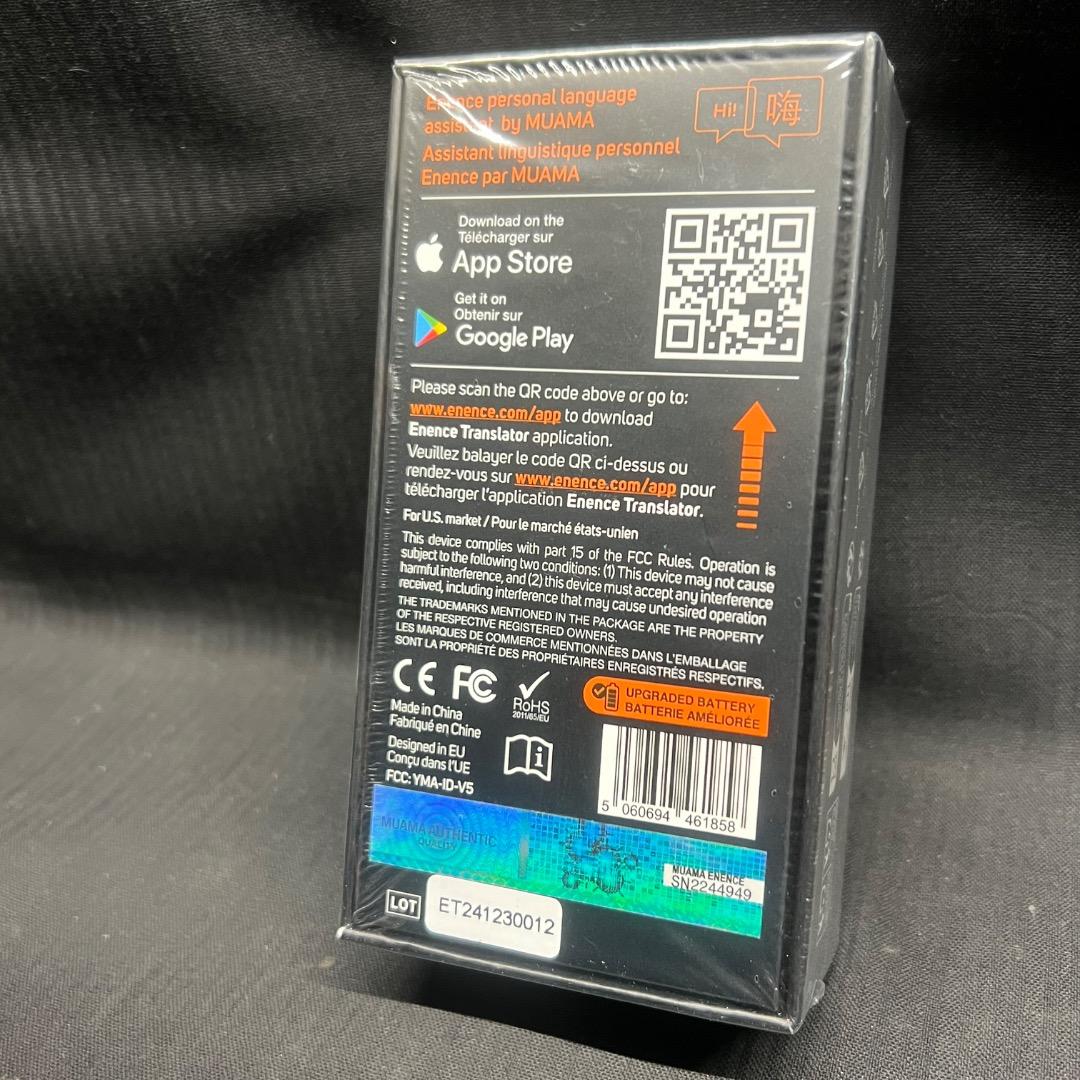 Enence personal language
assistant by MUAMA
Assistant linguistique personnel
Enence par MUAMA
Hi!
嗨
Download on the
Télécharger sur
App Store
Get it on
Obtenir sur
Google Play
Please scan the QR code above or go to:
www.enence.com/app to download
Enence Translator application.
Veuillez balayer le code QR ci-dessus ou
rendez-vous sur www.enence.com/app pour
télécharger l'application Enence Translator.
For U.S. market / Pour le marché états-unien
This device complies with part 15 of the FCC Rules. Operation is
subject to the following two conditions: (1) This device may not cause
harmful interference, and (2) this device must accept any interference
received, including interference that may cause undesired operation
THE TRADEMARKS MENTIONED IN THE PACKAGE ARE THE PROPERTY
OF THE RESPECTIVE REGISTERED OWNERS.
LES MARQUES DE COMMERCE MENTIONNÉES DANS L'EMBALLAGE
SONT LA PROPRIÉTÉ DES PROPRIÉTAIRES ENREGISTRÉS RESPECTIFS.
CE FC
RoHS
2011/65/EU
UPGRADED BATTERY
BATTERIE AMÉLIORÉE
Made in China
Fabriqué en Chine
Designed in EU
Conçu dans l'UE
FCC: YMA-ID-V5
i
5 060694 461858
MUAMA AUTHENTIC
QUALITY
MUAMA ENENCE
SN2244949
LOT
ET241230012